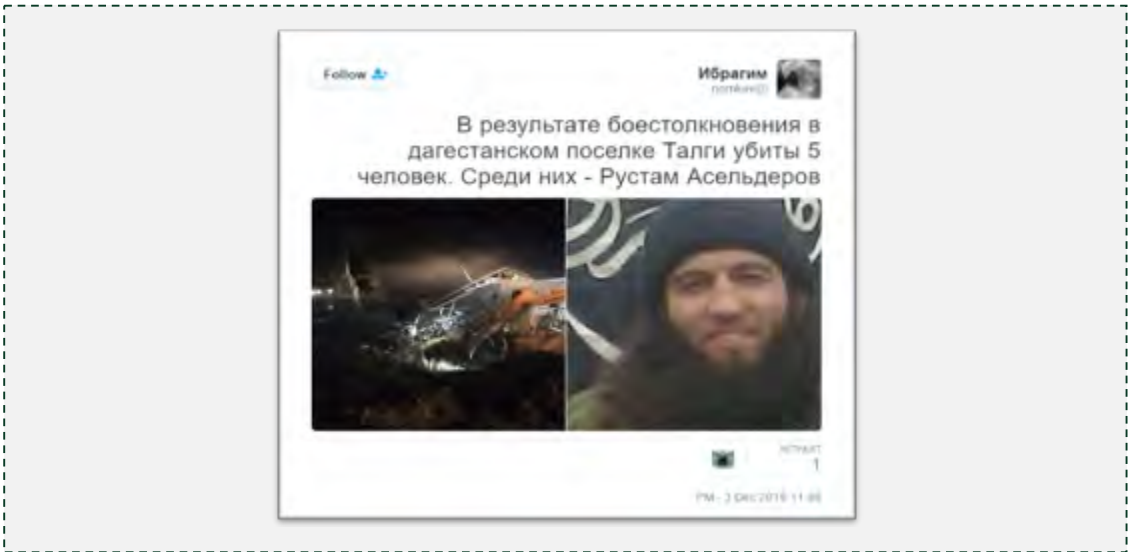 Follow
Ибрагим
В результате боестолкновения в
дагестанском поселке Талги убиты 5
человек. Среди них - Рустам Асельдеров
1